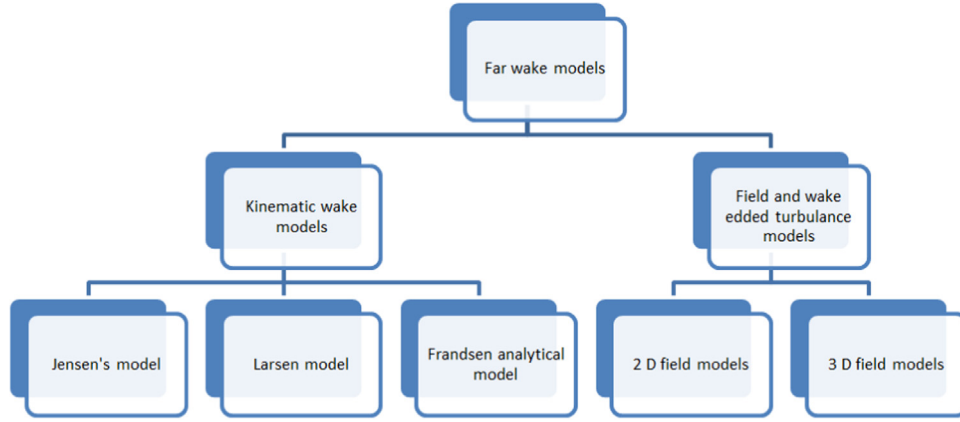 Far wake models
Kinematic wake
models
Field and wake
edded turbulance
models
Jensen's model
Larsen model
Frandsen analytical
model
2 D field models
3 D field models